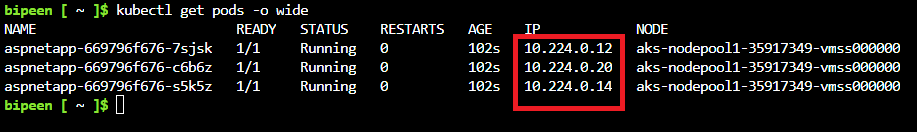 bipeen [ ~ ]$ kubectl get pods -o wide
NAME READY STATUS RESTARTS AGE IP NODE
aspnetapp-669796f676-7sjsk 1/1 Running 0 102s 10.224.0.12 aks-nodepool1-35917349-vmss000000
aspnetapp-669796f676-c6b6z 1/1 Running 0 102s 10.224.0.20 aks-nodepool1-35917349-vmss000000
aspnetapp-669796f676-s5k5z 1/1 Running 0 102s 10.224.0.14 aks-nodepool1-35917349-vmss000000
bipeen [ ~ ]$